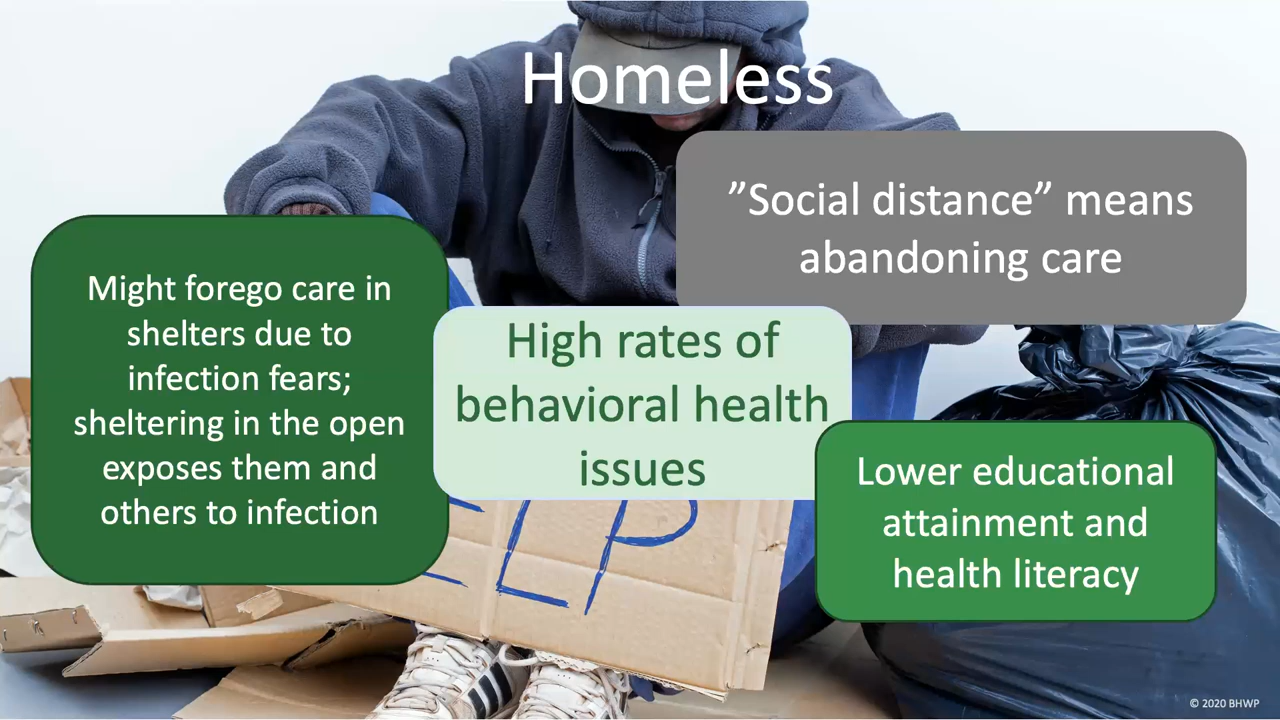 Homeless
”Social distance” means
abandoning care
Might forego care in
shelters due to
infection fears;
sheltering in the open
exposes them and
others to infection
High rates of
behavioral health
issues
Lower educational
attainment and
health literacy
LP
© 2020 BHWP